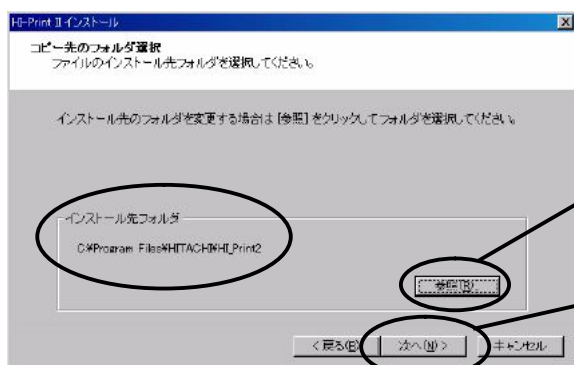 HI-Print Ⅱ インストール
コピー先のフォルダ選択
ファイルのインストール先フォルダを選択してください。
インストール先のフォルダを変更する場合は [参照] をクリックしてフォルダを選択してください。
インストール先フォルダ
C:¥Program Files¥HITACHI¥HI_Print2
参照(R)...
< 戻る(B)
次へ(N) >
キャンセル